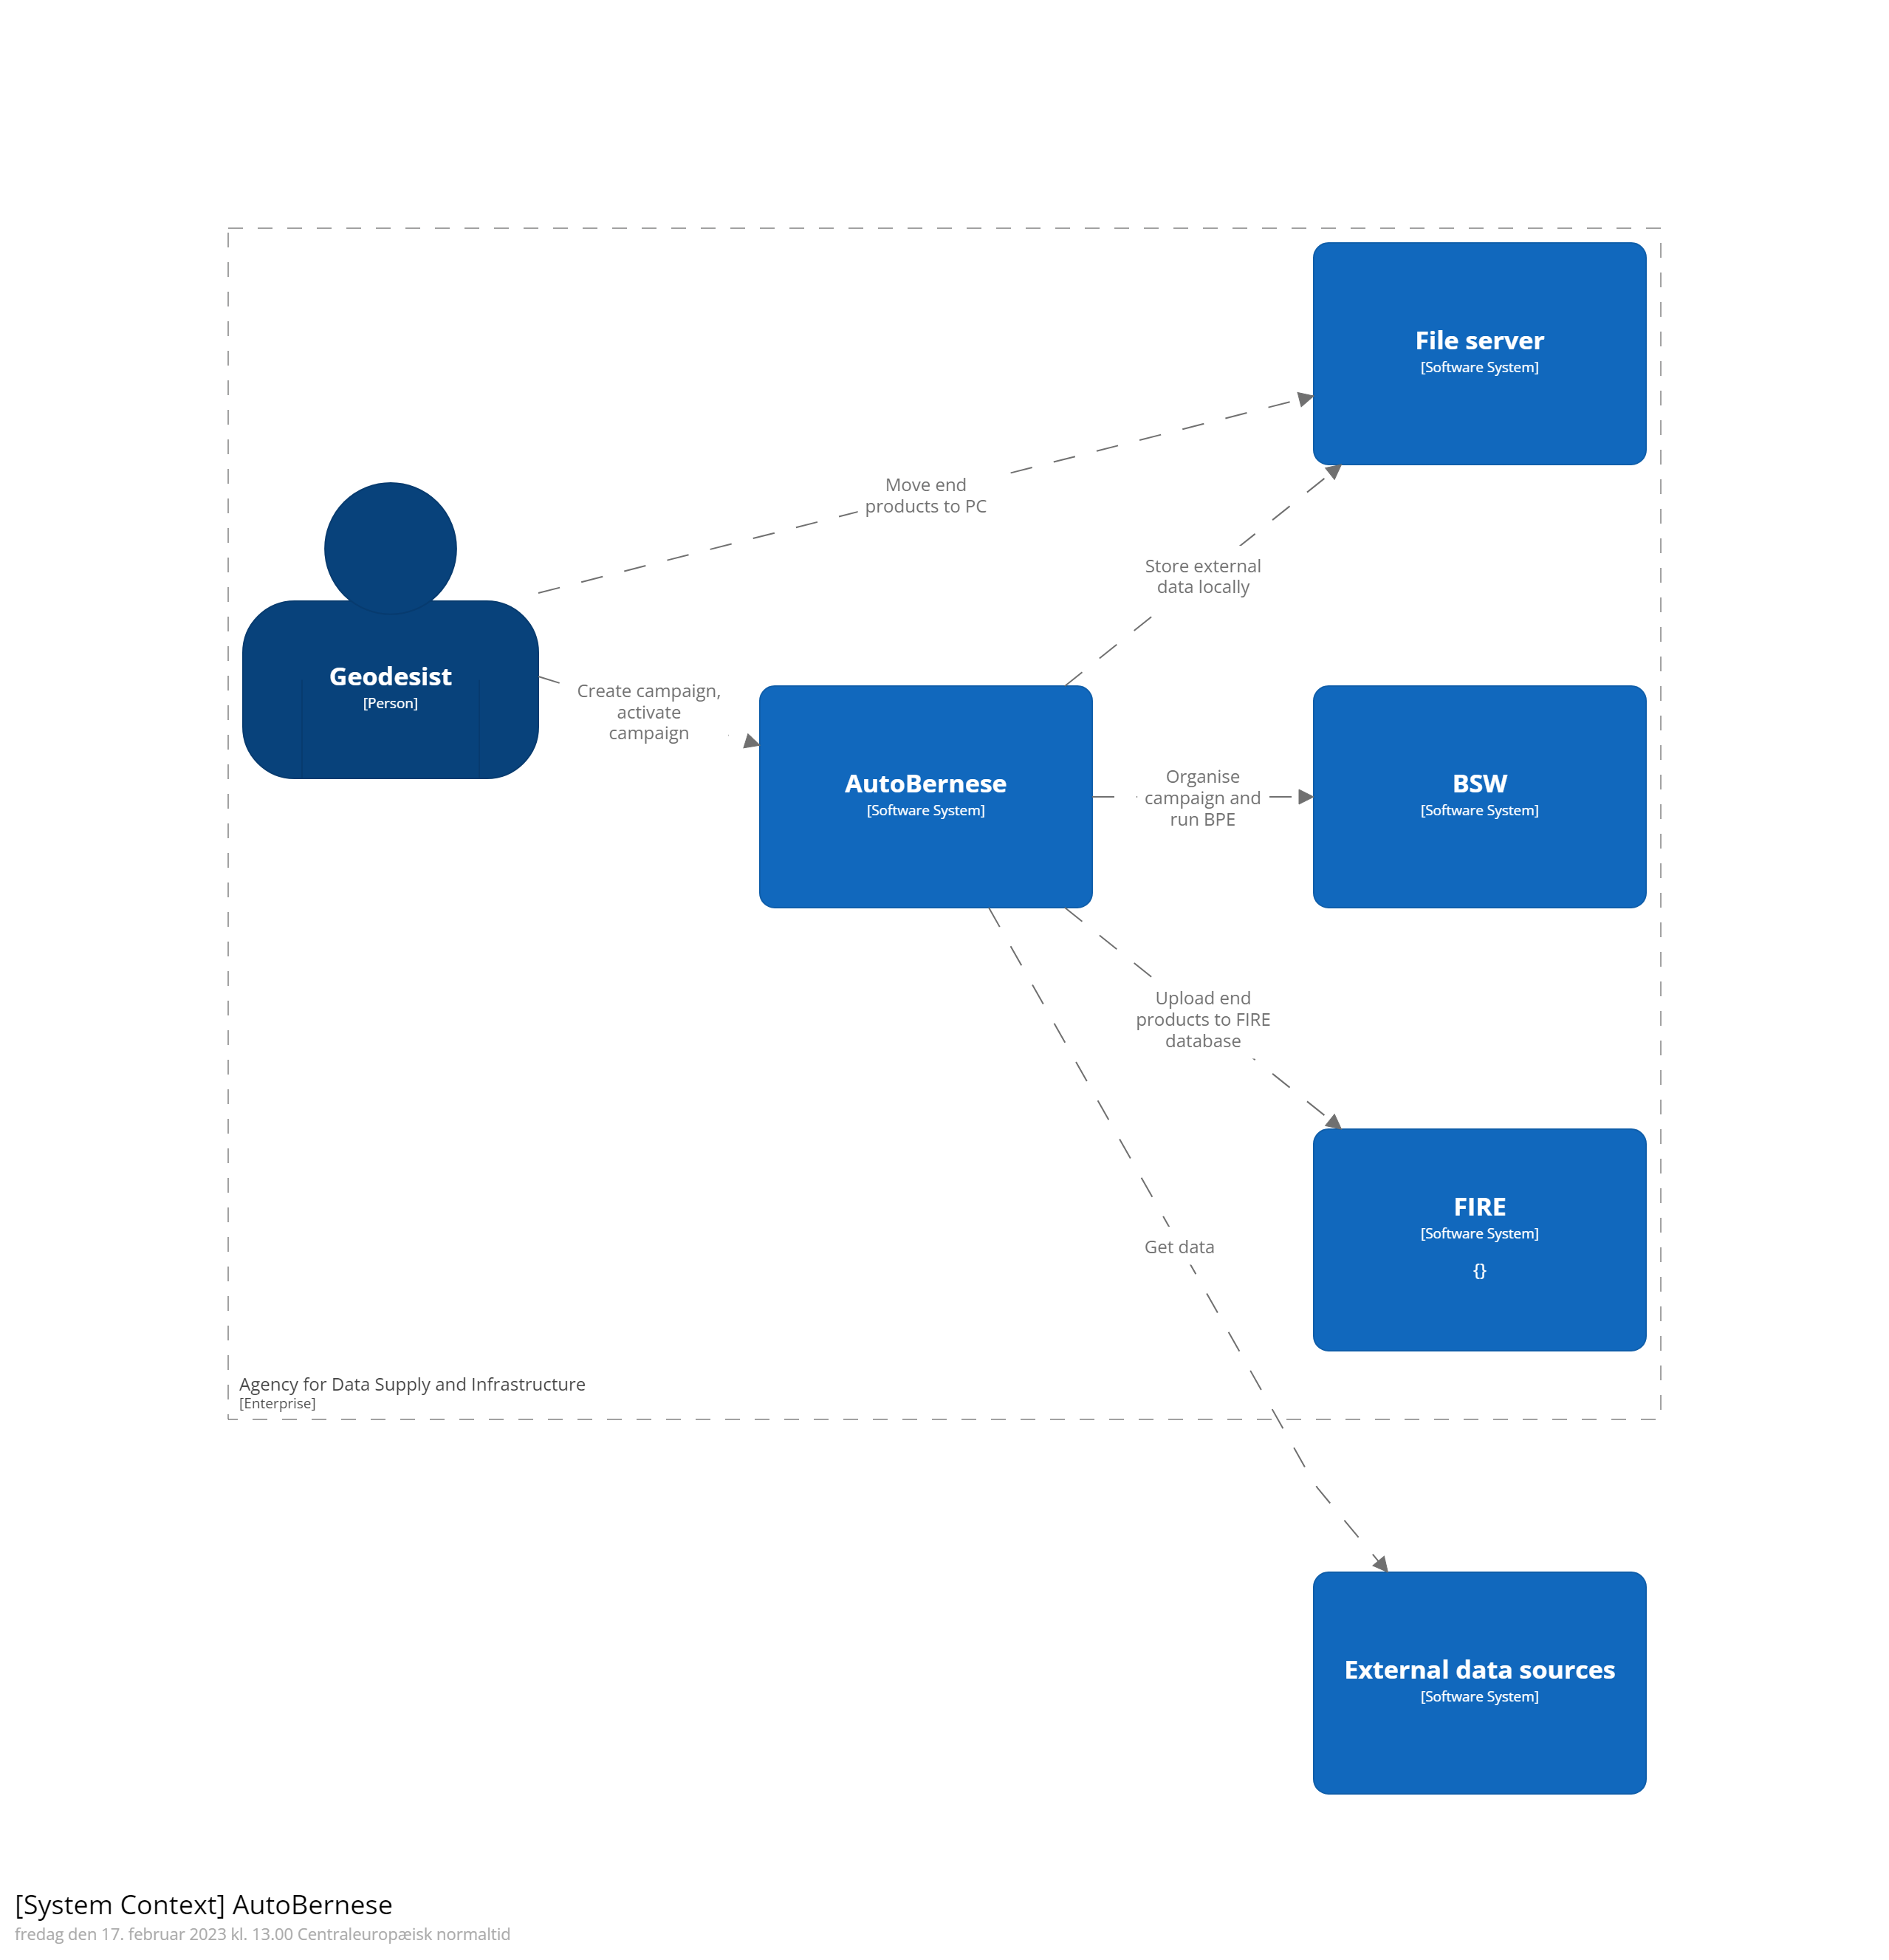 File server
[Software System]
Move end
products to PC
Store external
data locally
Geodesist
[Person]
Create campaign,
activate
campaign
AutoBernese
[Software System]
Organise
campaign and
run BPE
BSW
[Software System]
Upload end
products to FIRE
database
FIRE
[Software System]
{}
Get data
Agency for Data Supply and Infrastructure
[Enterprise]
External data sources
[Software System]
[System Context] AutoBernese
fredag den 17. februar 2023 kl. 13.00 Centraleuropæisk normaltid